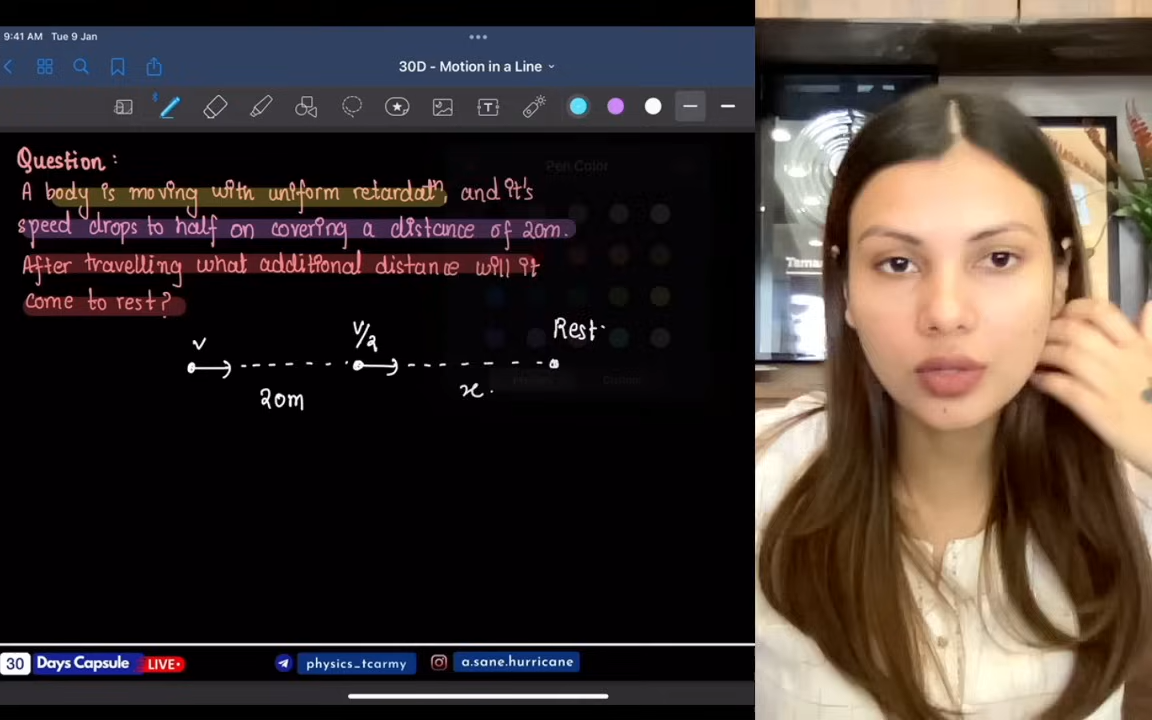 9:41 AM Tue 9 Jan
30D - Motion in a Line
Question:
A body is moving with uniform retardatⁿ, and it's
speed drops to half on covering a distance of 20m.
After travelling what additional distance will it
come to rest?
v
v/2
Rest.
20m
x.
Pen Color
30 Days Capsule LIVE
physics_tcarmy
a.sane.hurricane